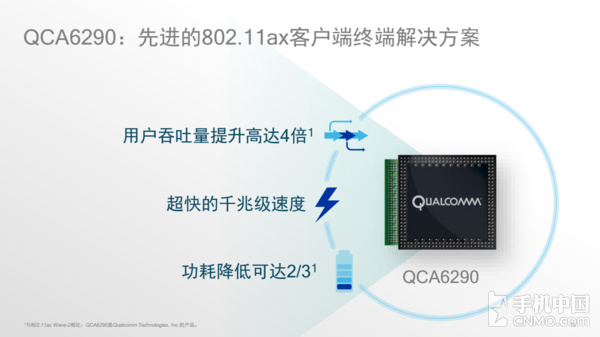 QCA6290：先进的802.11ax客户端终端解决方案
用户吞吐量提升高达4倍¹
超快的千兆级速度
功耗降低可达2/3¹
QUALCOMM
QCA6290
¹与802.11ac Wave-2相比；QCA6290是Qualcomm Technologies, Inc.的产品。
手机中国
CNMO.com